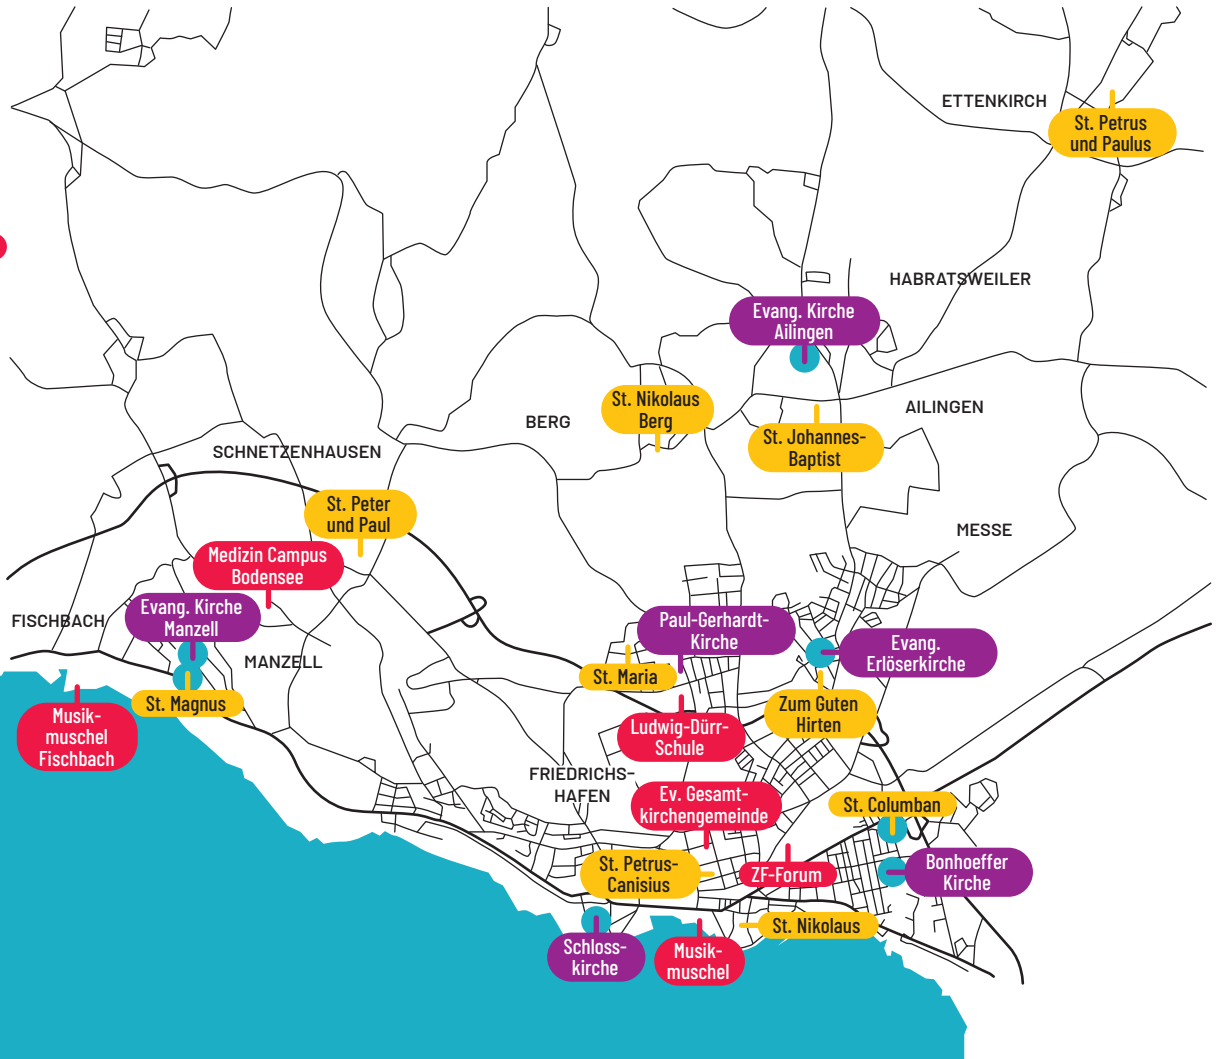 ETTENKIRCH
St. Petrus
und Paulus
HABRATSWEILER
Evang. Kirche
Ailingen
St. Nikolaus
Berg
BERG
AILINGEN
St. Johannes-
Baptist
SCHNETZENHAUSEN
St. Peter
und Paul
MESSE
Medizin Campus
Bodensee
FISCHBACH
Evang. Kirche
Manzell
MANZELL
St. Magnus
Musik-
muschel
Fischbach
Paul-Gerhardt-
Kirche
Evang.
Erlöserkirche
St. Maria
Zum Guten
Hirten
Ludwig-Dürr-
Schule
FRIEDRICHS-
HAFEN
Ev. Gesamt-
kirchengemeinde
St. Columban
St. Petrus-
Canisius
ZF-Forum
Bonhoeffer
Kirche
St. Nikolaus
Schloss-
kirche
Musik-
muschel